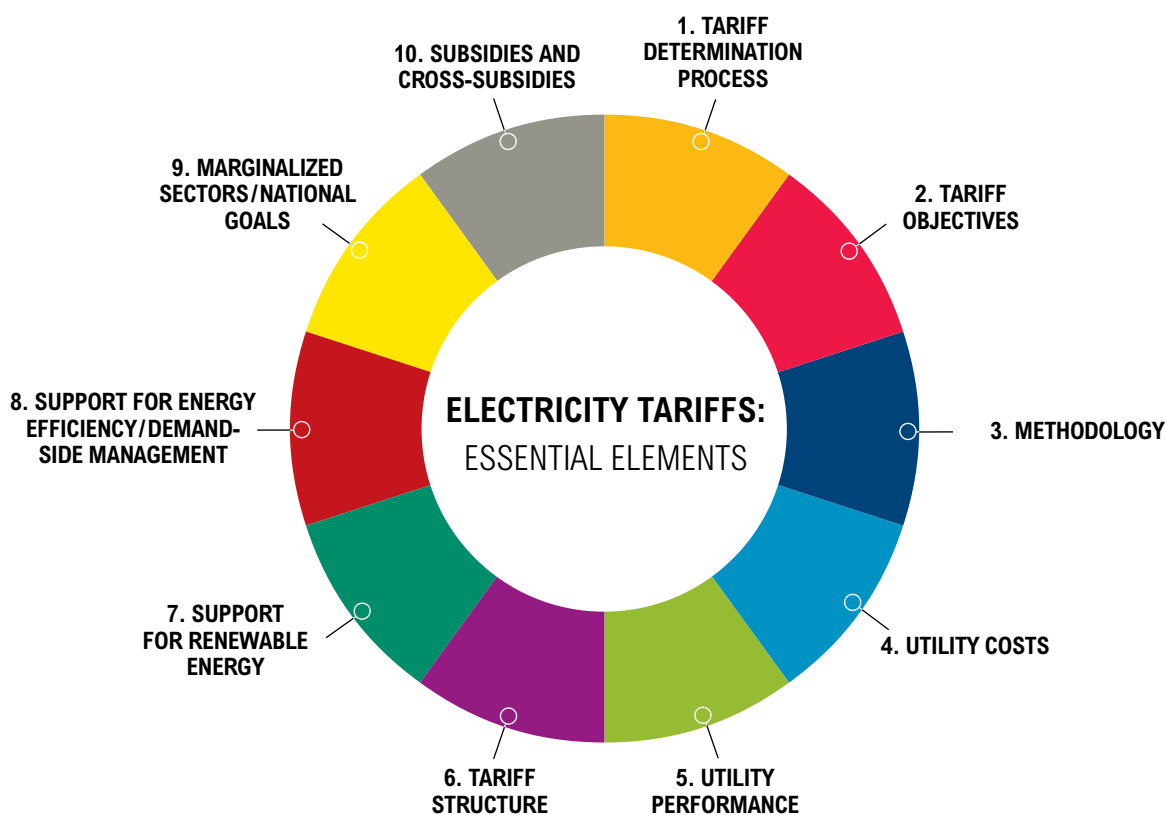 1. TARIFF
DETERMINATION
PROCESS
2. TARIFF
OBJECTIVES
3. METHODOLOGY
4. UTILITY COSTS
5. UTILITY
PERFORMANCE
6. TARIFF
STRUCTURE
7. SUPPORT
FOR RENEWABLE
ENERGY
8. SUPPORT FOR ENERGY
EFFICIENCY/DEMAND-
SIDE MANAGEMENT
9. MARGINALIZED
SECTORS/NATIONAL
GOALS
10. SUBSIDIES AND
CROSS-SUBSIDIES
ELECTRICITY TARIFFS:
ESSENTIAL ELEMENTS